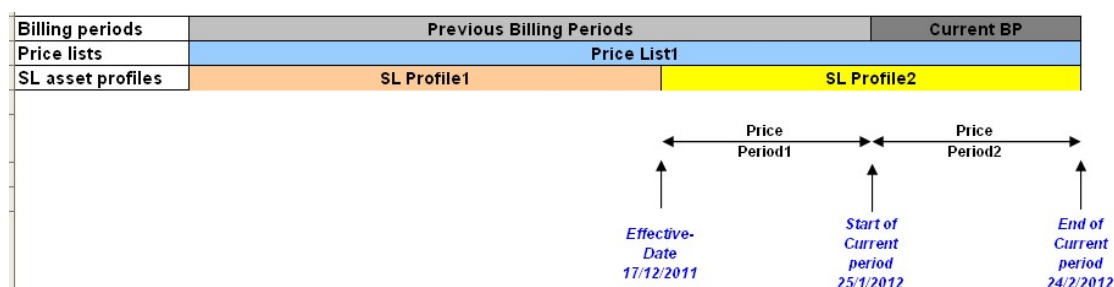 Billing periods Previous Billing Periods Current BP
Price lists Price List1
SL asset profiles SL Profile1 SL Profile2
Price Price
Period1 Period2
Effective-
Date
17/12/2011
Start of
Current
period
25/1/2012
End of
Current
period
24/2/2012